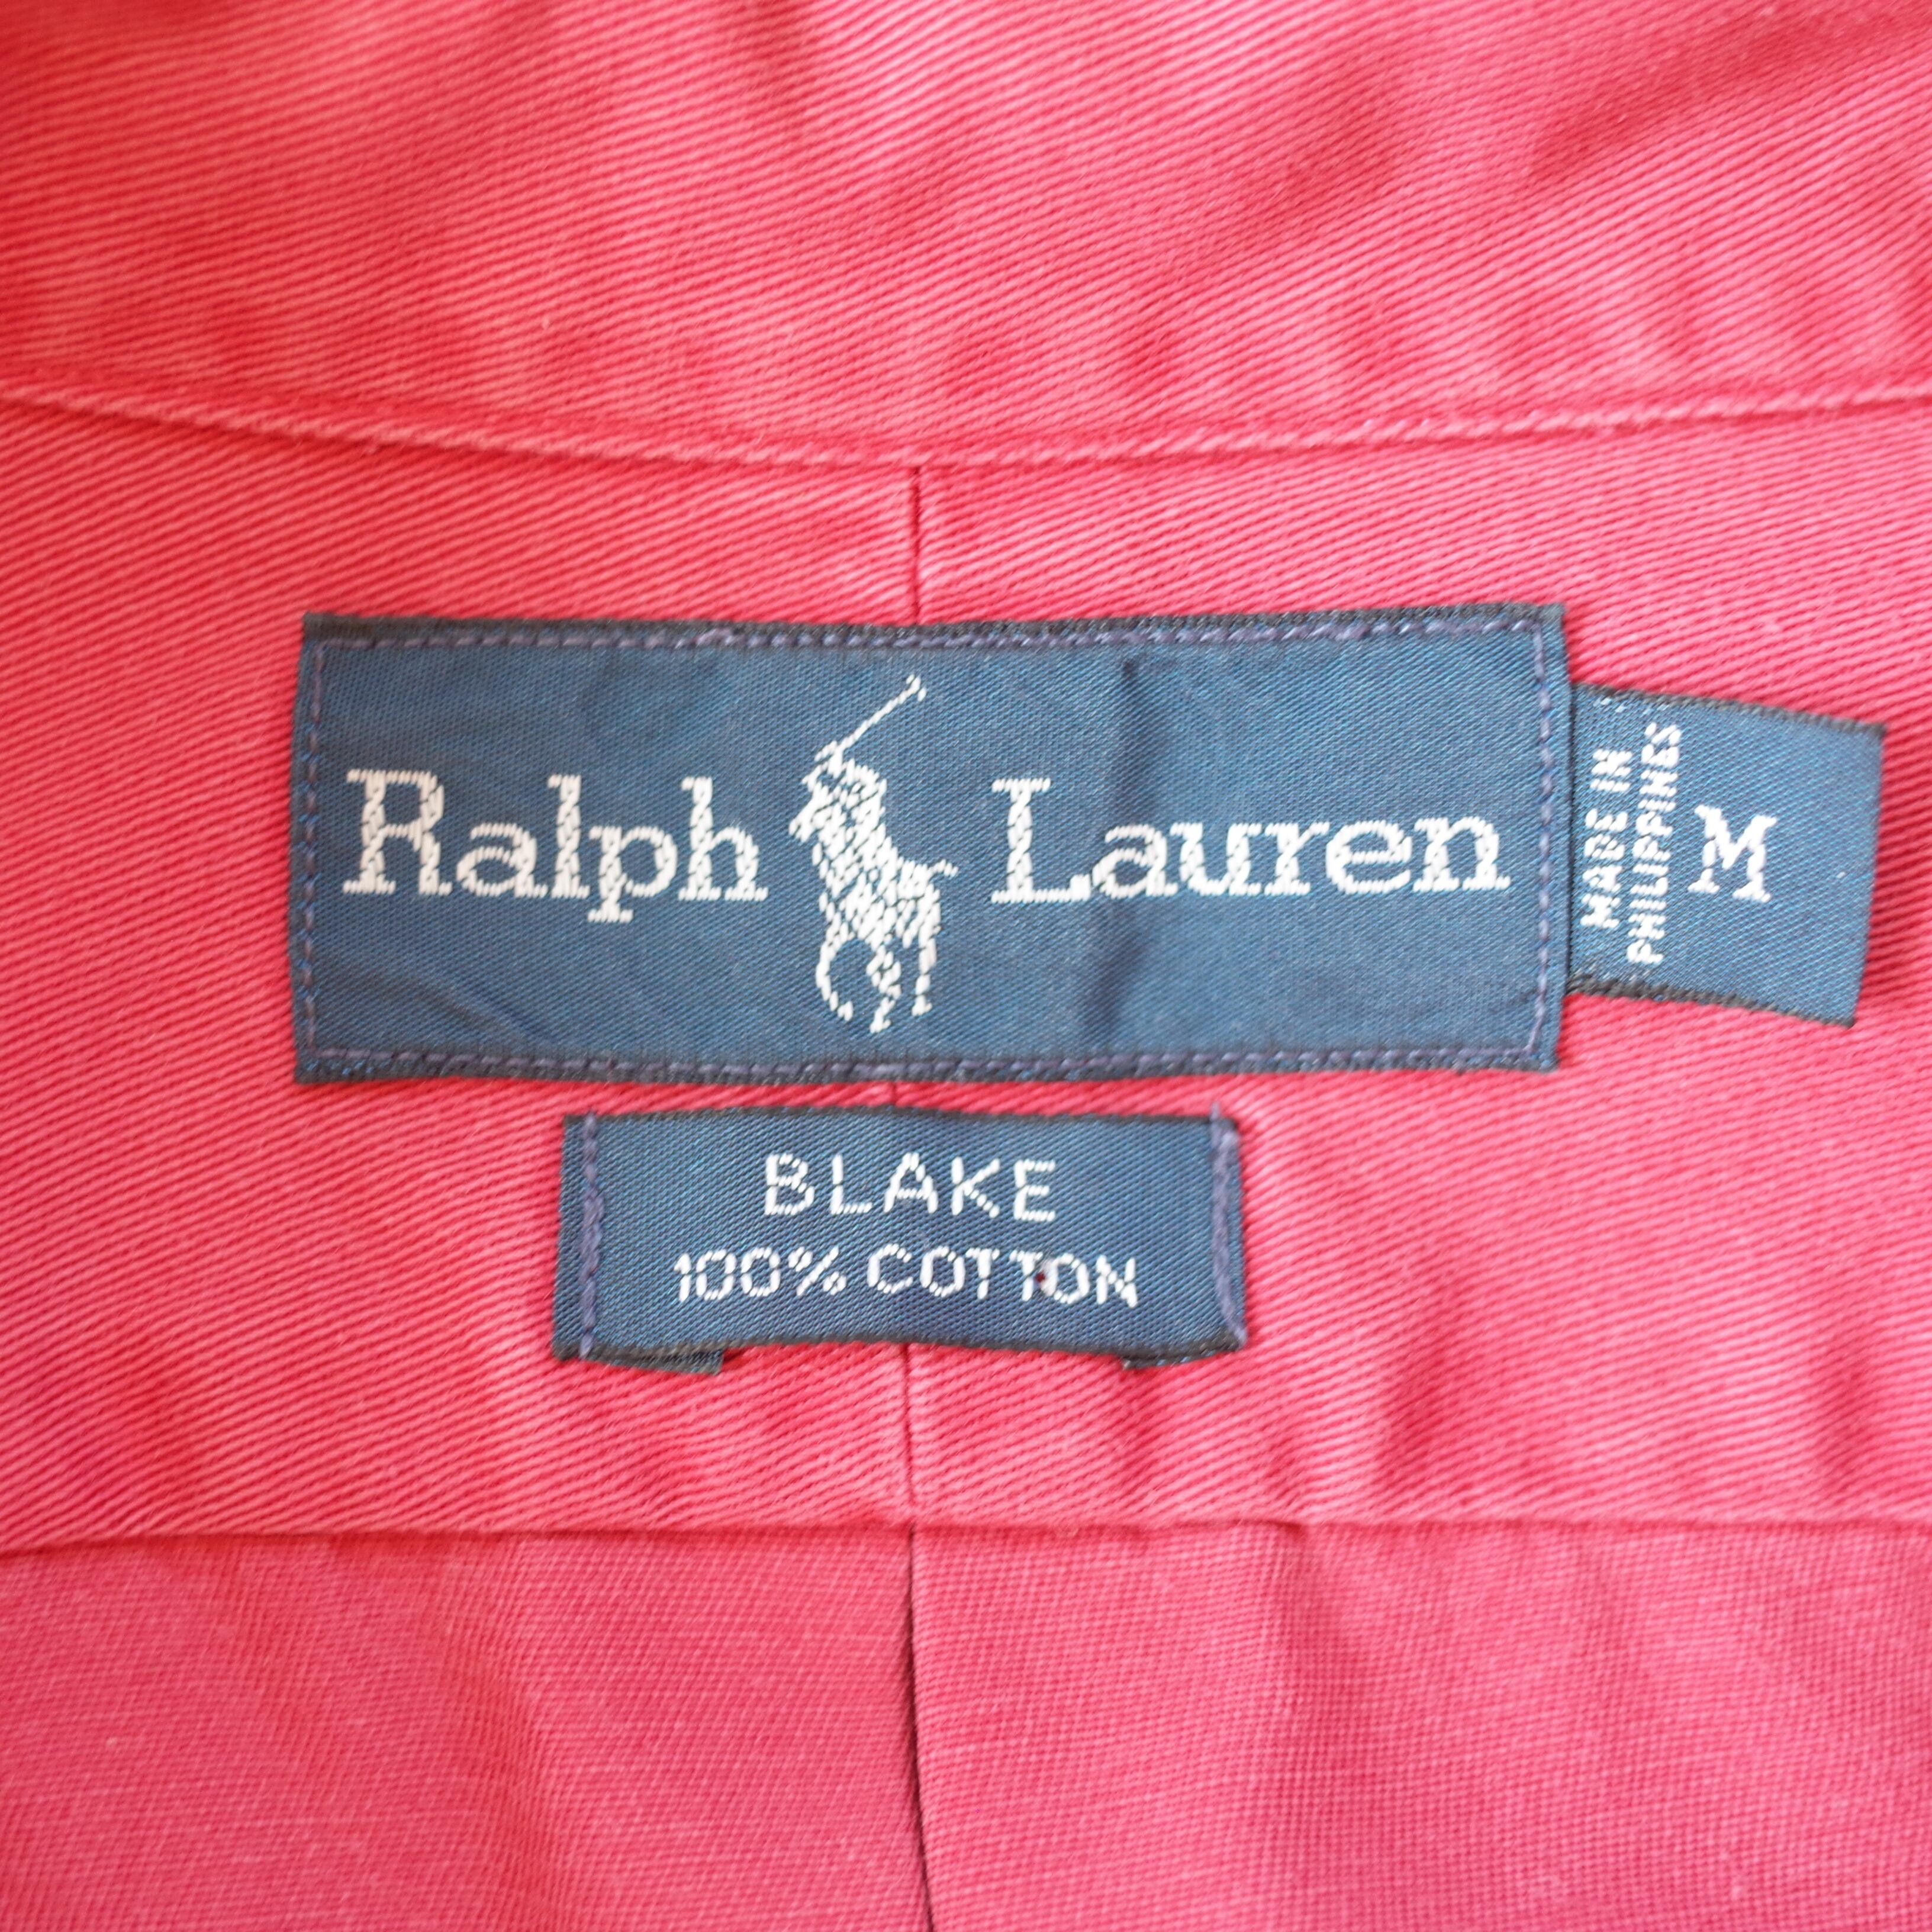 Ralph Lauren
MADE IN
PHILIPPINES
M
BLAKE
100% COTTON